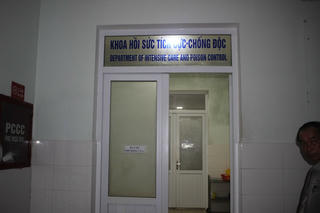 KHOA HỒI SỨC TÍCH CỰC-CHỐNG ĐỘC
DEPARTMENT OF INTENSIVE CARE AND POISON CONTROL
PCCC